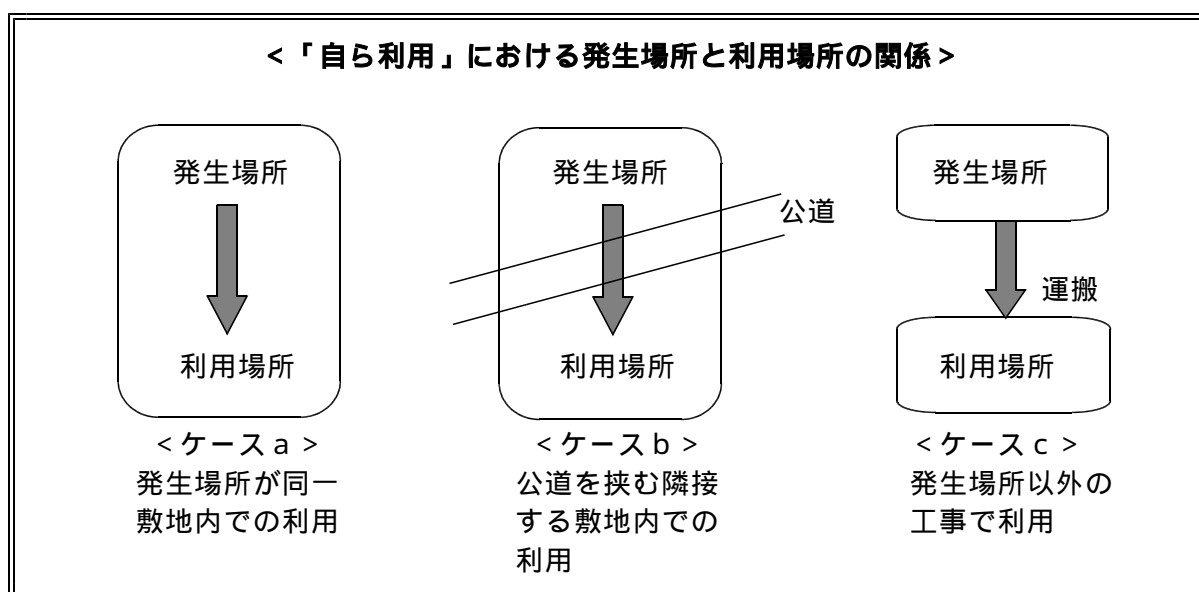 <「自ら利用」における発生場所と利用場所の関係>
発生場所
利用場所
<ケースa>
発生場所が同一
敷地内での利用
発生場所
公道
利用場所
<ケースb>
公道を挟む隣接
する敷地内での
利用
発生場所
運搬
利用場所
<ケースc>
発生場所以外の
工事で利用